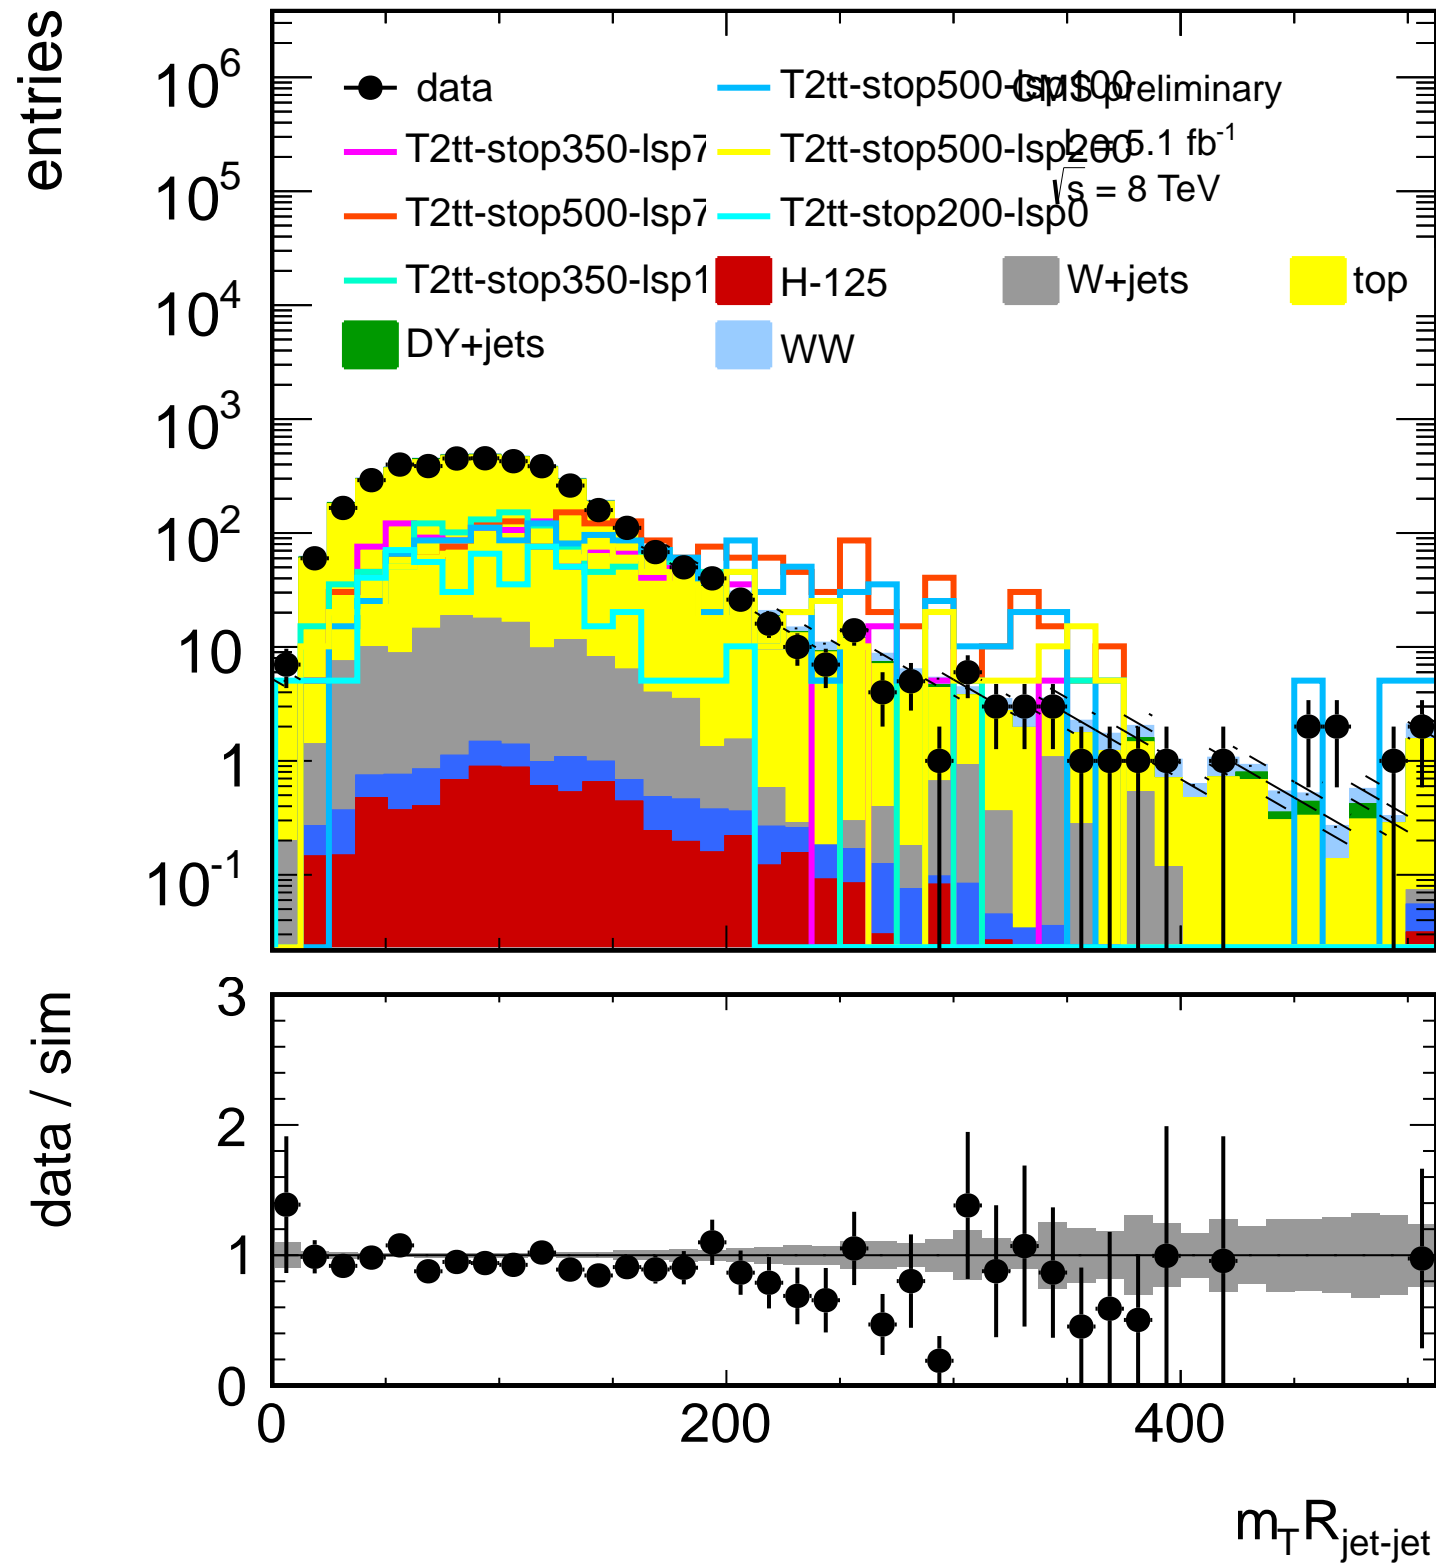 entries
10^6
10^5
10^4
10^3
10^2
10
1
10^-1
data
T2tt-stop500-lsp100
CMS preliminary
T2tt-stop350-lsp7
T2tt-stop500-lsp200
L = 5.1 fb^-1
√s = 8 TeV
T2tt-stop500-lsp7
T2tt-stop200-lsp0
T2tt-stop350-lsp1
H-125
W+jets
top
DY+jets
WW
data / sim
3
2
1
0
0 200 400
m_T R_jet-jet